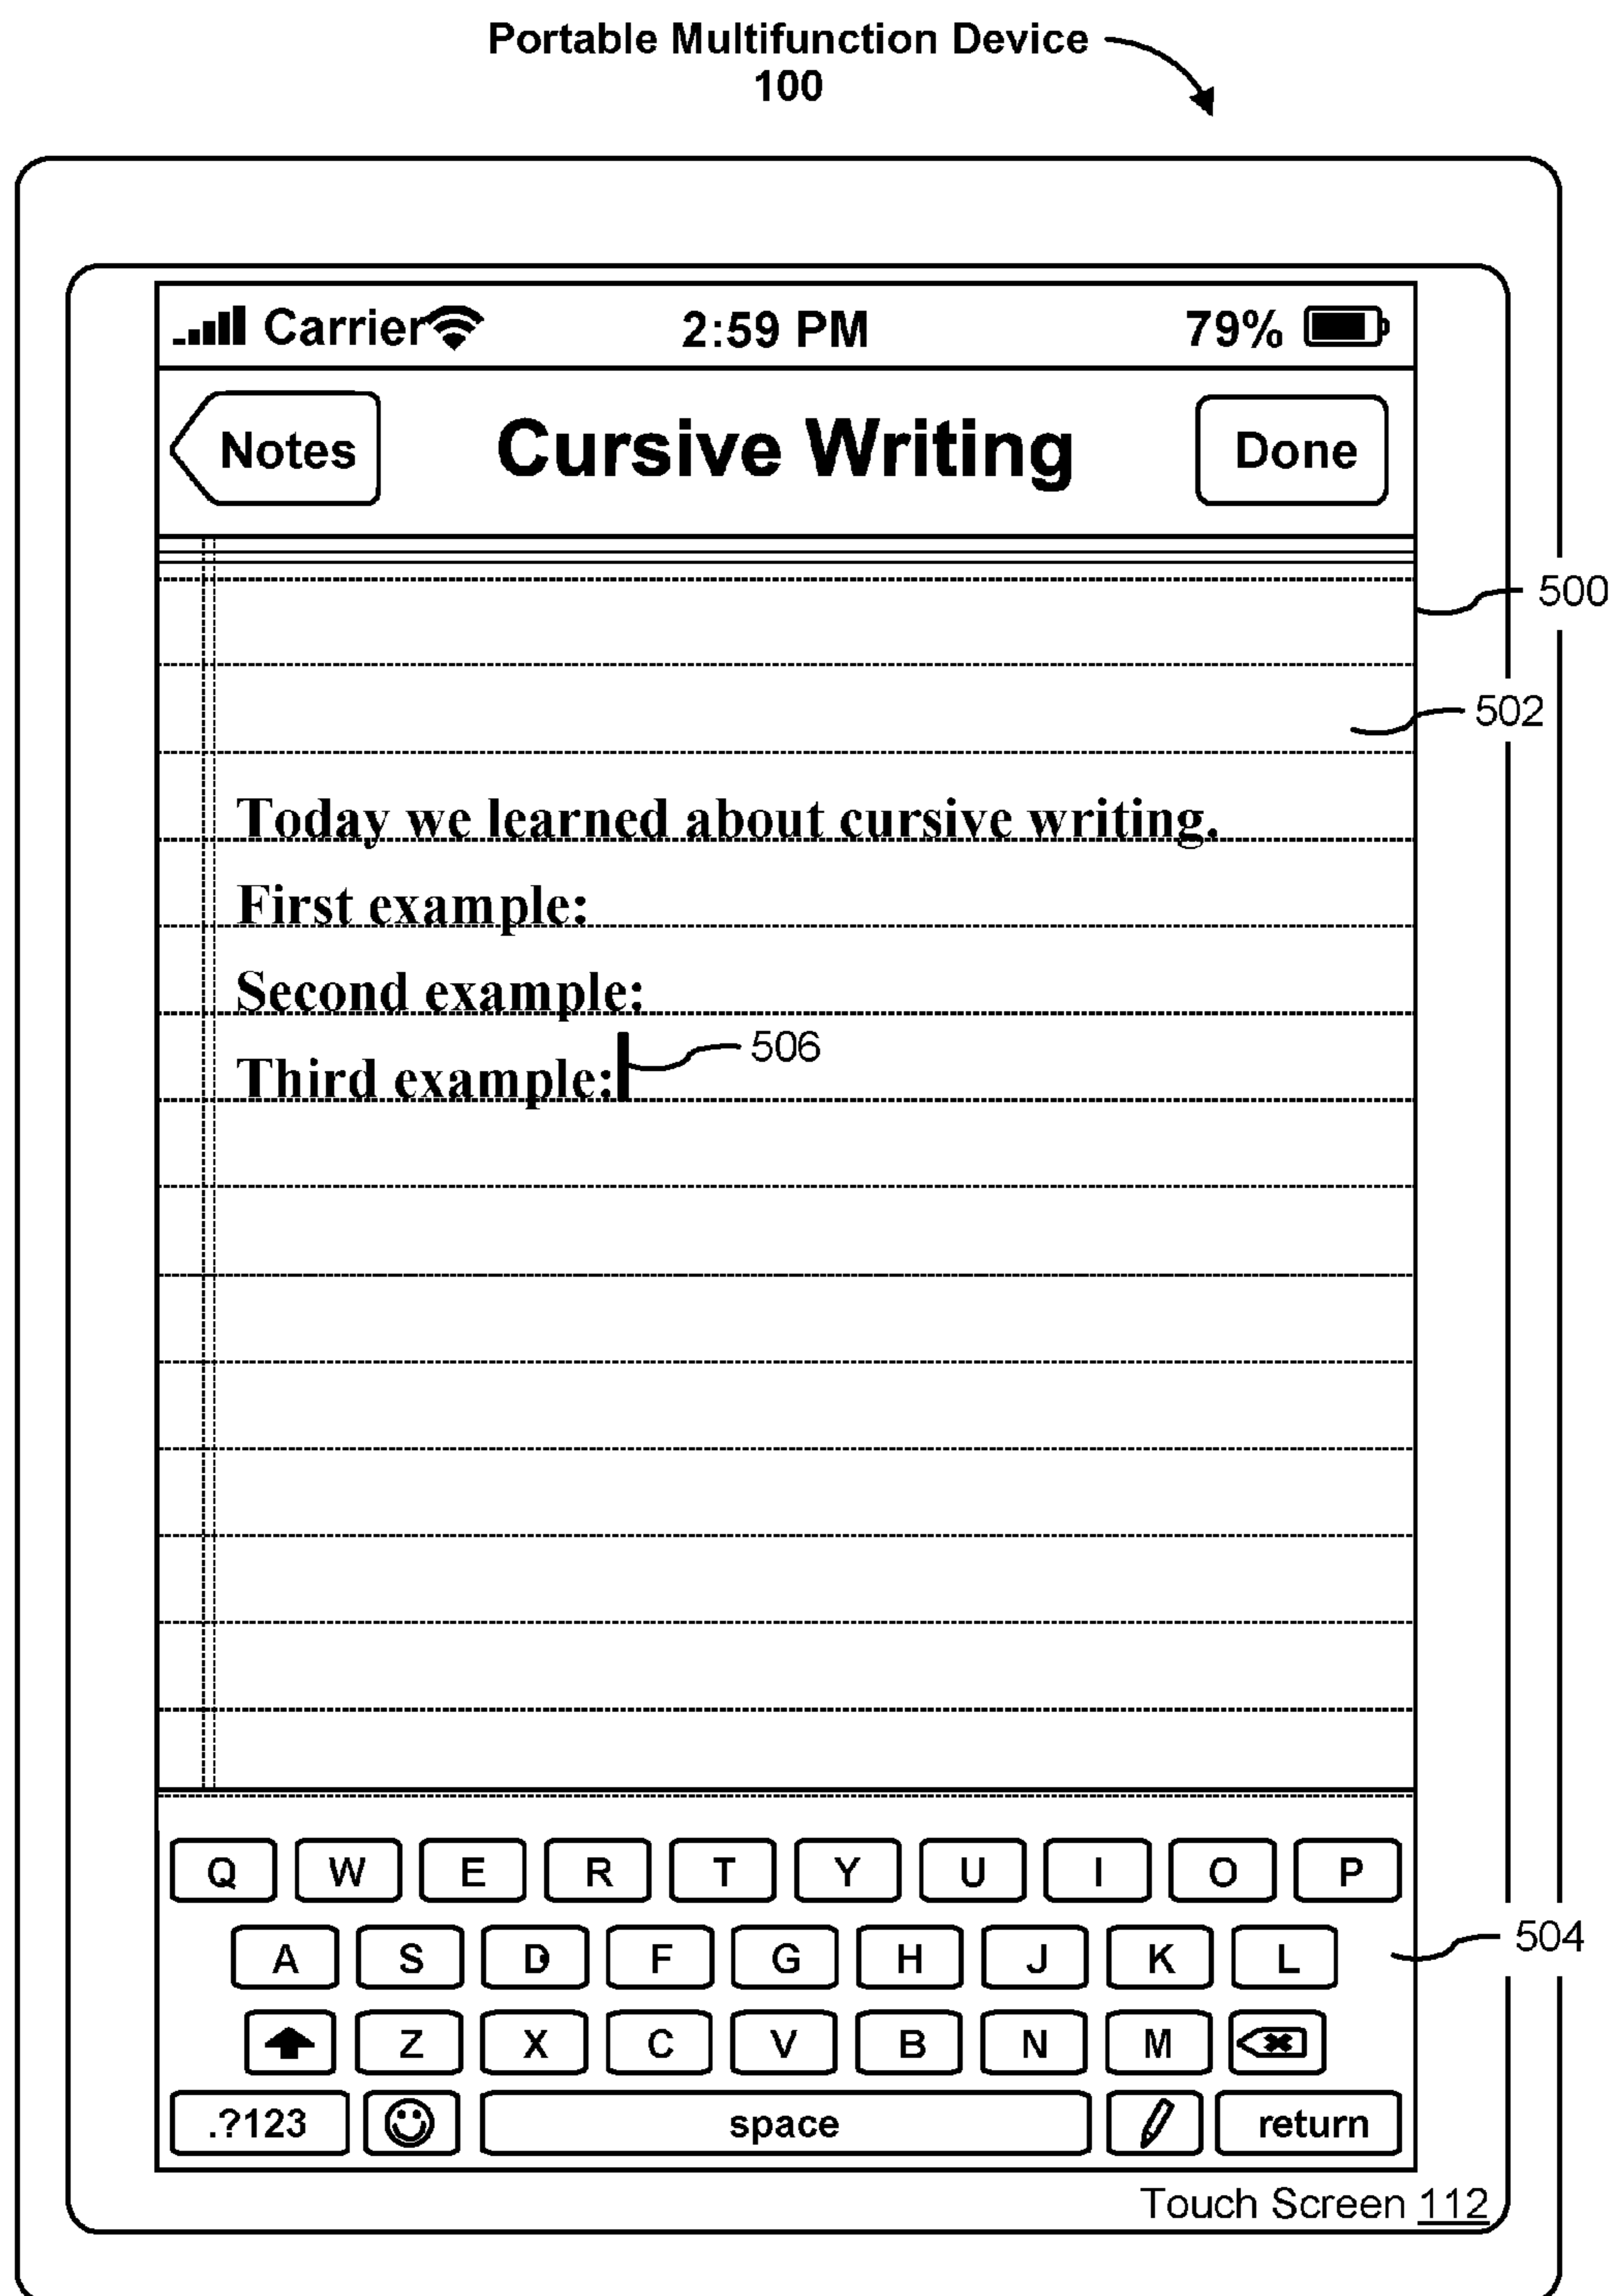 Portable Multifunction Device
100
Carrier 2:59 PM 79%
Notes Cursive Writing Done
500
502
Today we learned about cursive writing.
First example:
Second example:
506
Third example:
Q W E R T Y U I O P
504
A S D F G H J K L
Z X C V B N M
.?123 space return
Touch Screen 112